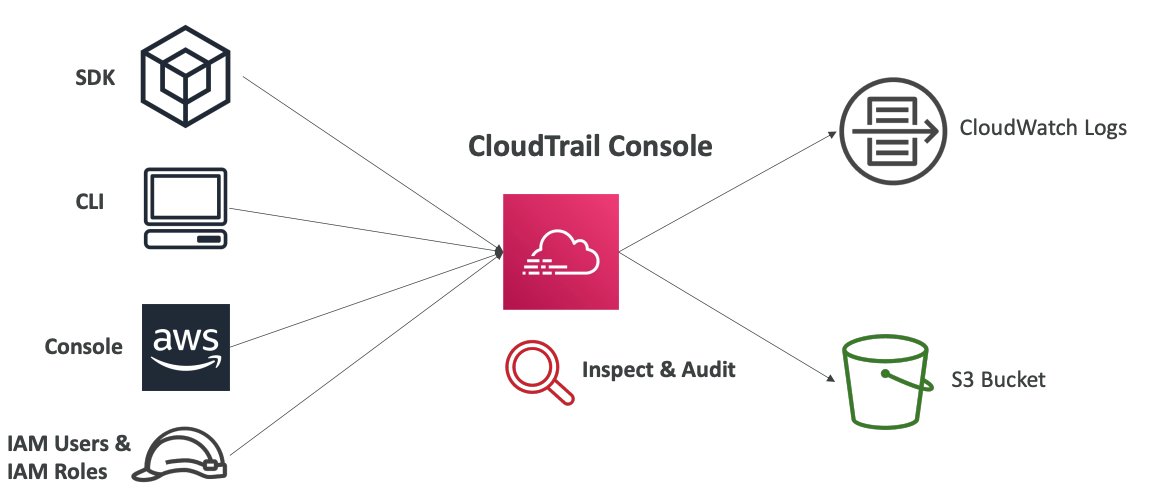 SDK
CLI
Console
aws
IAM Users &
IAM Roles
CloudTrail Console
Inspect & Audit
CloudWatch Logs
S3 Bucket